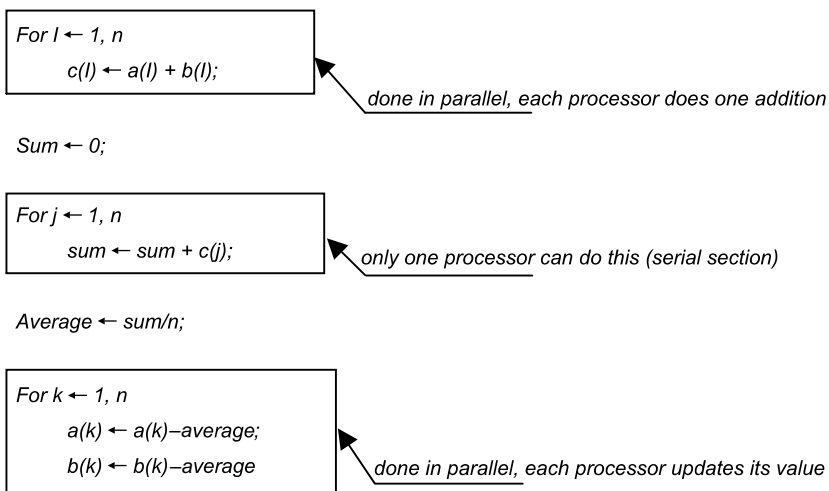 For I ← 1, n
c(I) ← a(I) + b(I);
done in parallel, each processor does one addition
Sum ← 0;
For j ← 1, n
sum ← sum + c(j);
only one processor can do this (serial section)
Average ← sum/n;
For k ← 1, n
a(k) ← a(k)–average;
b(k) ← b(k)–average
done in parallel, each processor updates its value